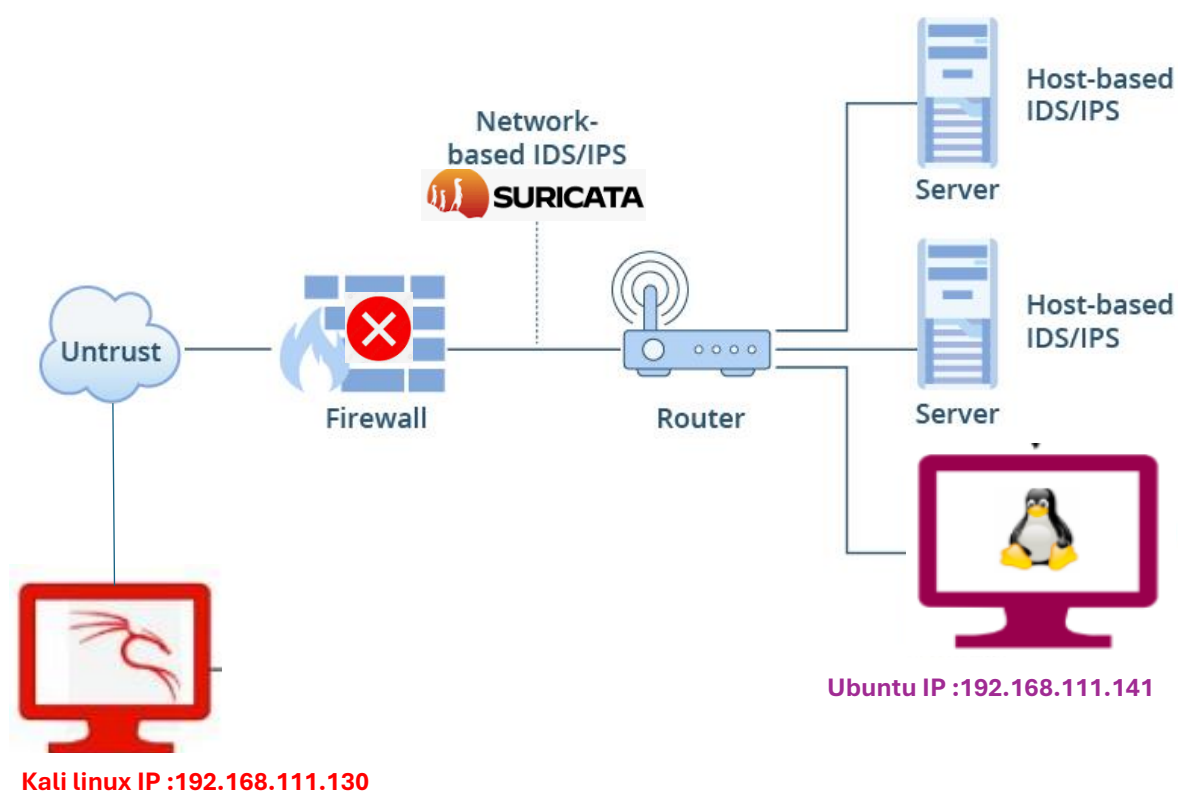 Network-
based IDS/IPS
SURICATA
Host-based
IDS/IPS
Server
Host-based
IDS/IPS
Server
Untrust
Firewall
Router
Ubuntu IP :192.168.111.141
Kali linux IP :192.168.111.130